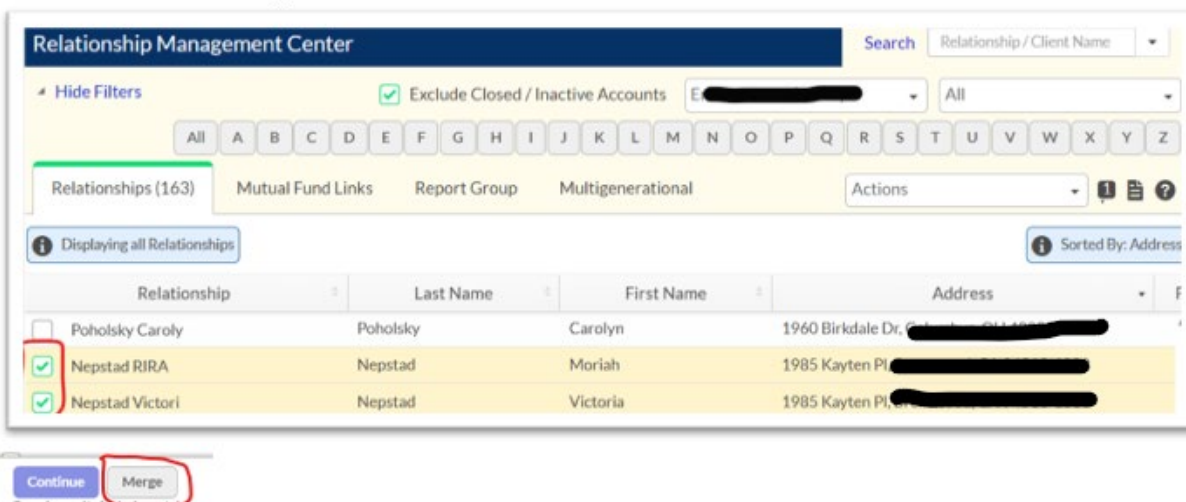 Relationship Management Center Search Relationship / Client Name
Hide Filters Exclude Closed / Inactive Accounts E All
All A B C D E F G H I J K L M N O P Q R S T U V W X Y Z
Relationships (163) Mutual Fund Links Report Group Multigenerational Actions 1
Displaying all Relationships Sorted By: Address
Relationship Last Name First Name Address
Poholsky Caroly Poholsky Carolyn 1960 Birkdale Dr,
Nepstad RIRA Nepstad Moriah 1985 Kayten Pl,
Nepstad Victori Nepstad Victoria 1985 Kayten Pl,
Continue Merge